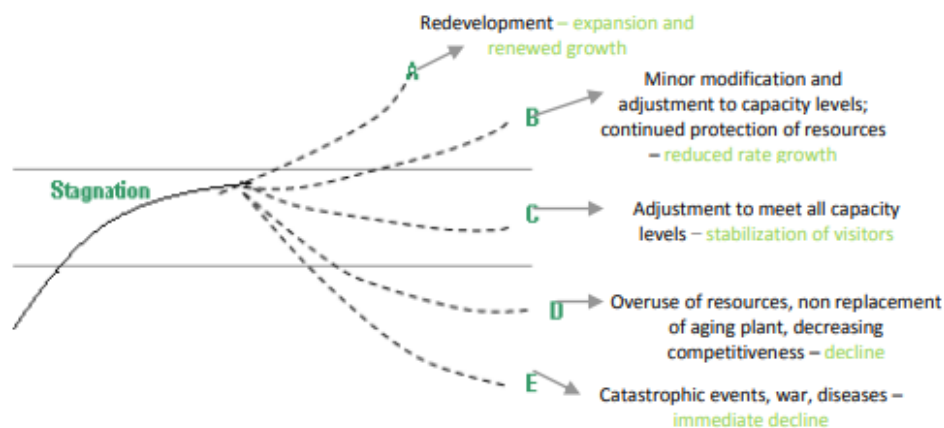 Redevelopment – expansion and
renewed growth
A
Minor modification and
adjustment to capacity levels;
continued protection of resources
– reduced rate growth
B
Stagnation
Adjustment to meet all capacity
levels – stabilization of visitors
C
Overuse of resources, non replacement
of aging plant, decreasing
competitiveness – decline
D
Catastrophic events, war, diseases –
immediate decline
E